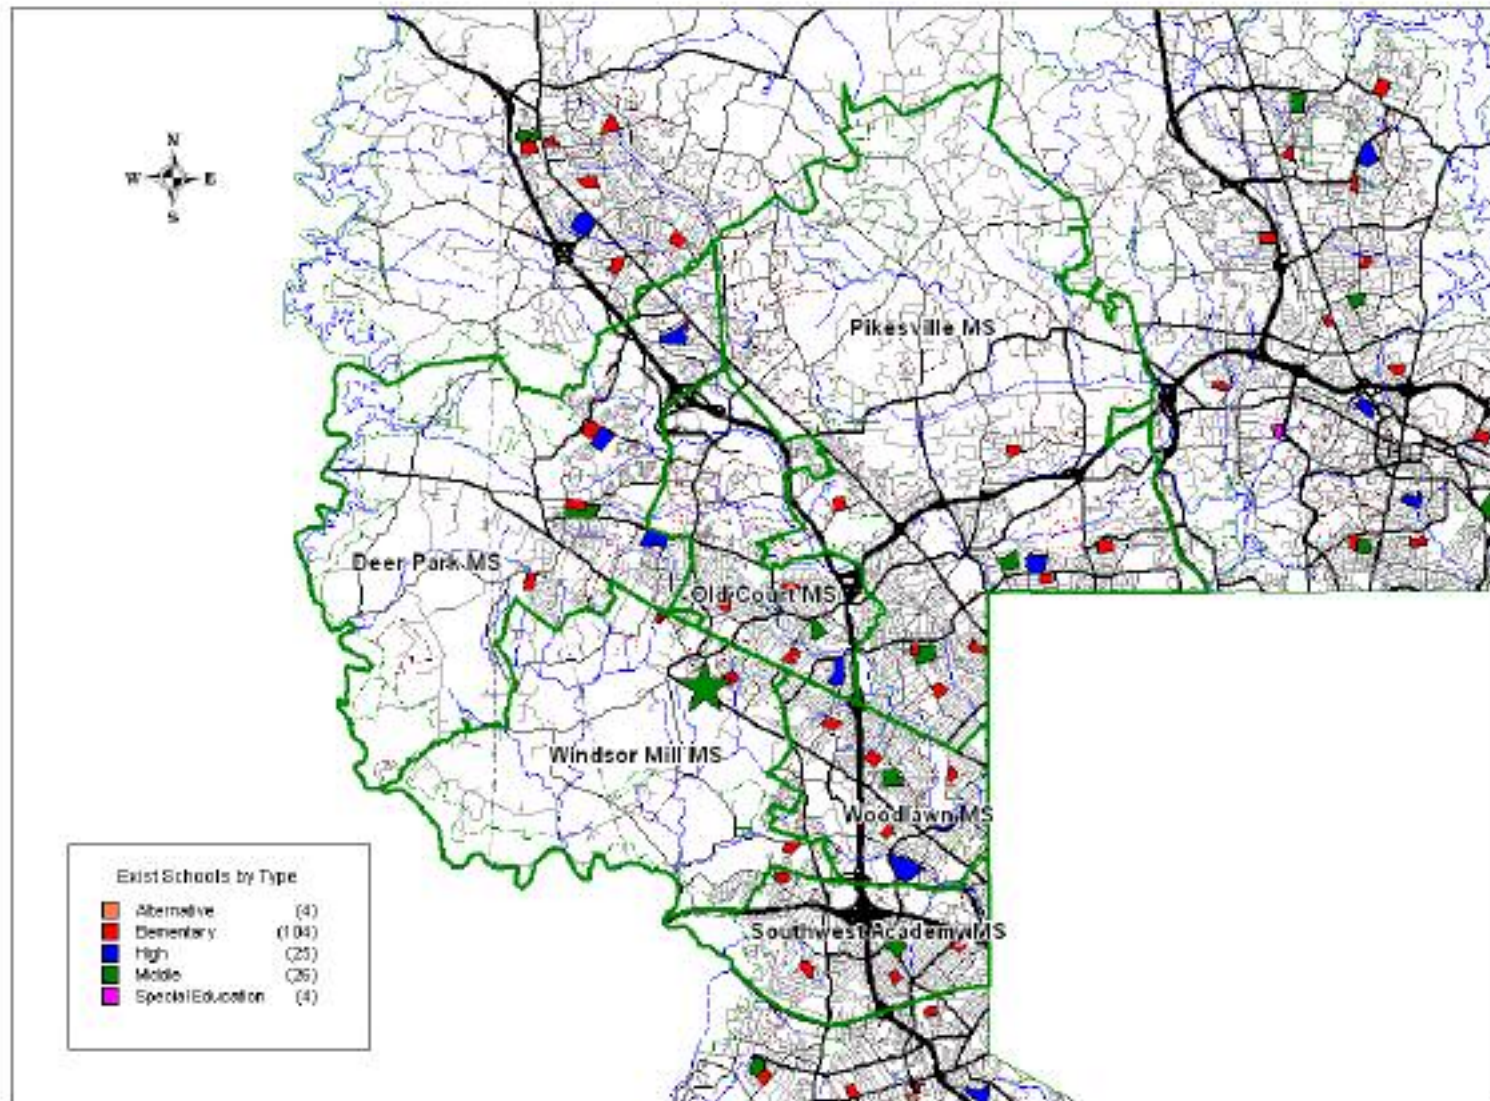 N
W E
S
Pikesville MS
Deer Park MS
Old Court MS
Windsor Mill MS
Woodlawn MS
Southwest Academy MS
Exist Schools by Type
Alternative (4)
Elementary (104)
High (25)
Middle (26)
Special Education (4)